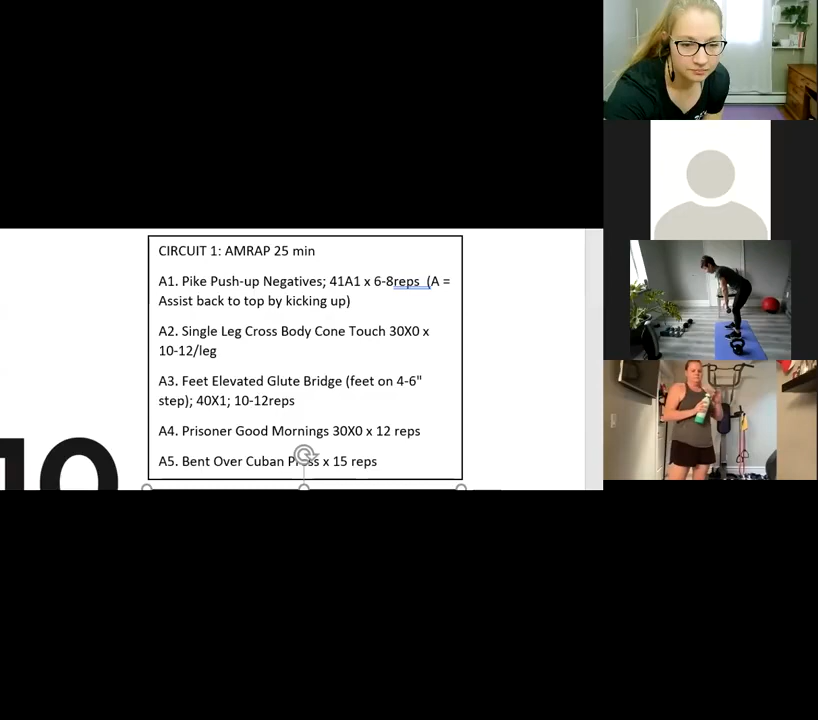 CIRCUIT 1: AMRAP 25 min
A1. Pike Push-up Negatives; 41A1 x 6-8reps (A =
Assist back to top by kicking up)
A2. Single Leg Cross Body Cone Touch 30X0 x
10-12/leg
A3. Feet Elevated Glute Bridge (feet on 4-6"
step); 40X1; 10-12reps
A4. Prisoner Good Mornings 30X0 x 12 reps
A5. Bent Over Cuban Press x 15 reps
10